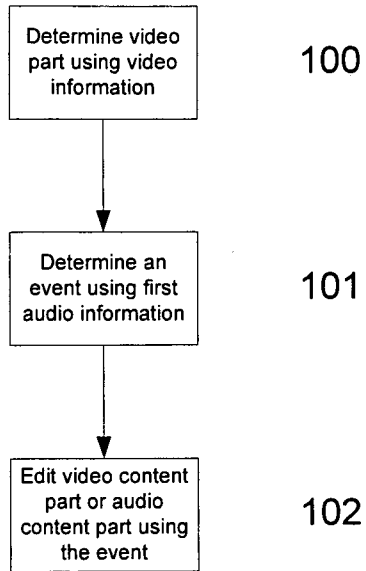 Determine video
part using video
information
100
Determine an
event using first
audio information
101
Edit video content
part or audio
content part using
the event
102